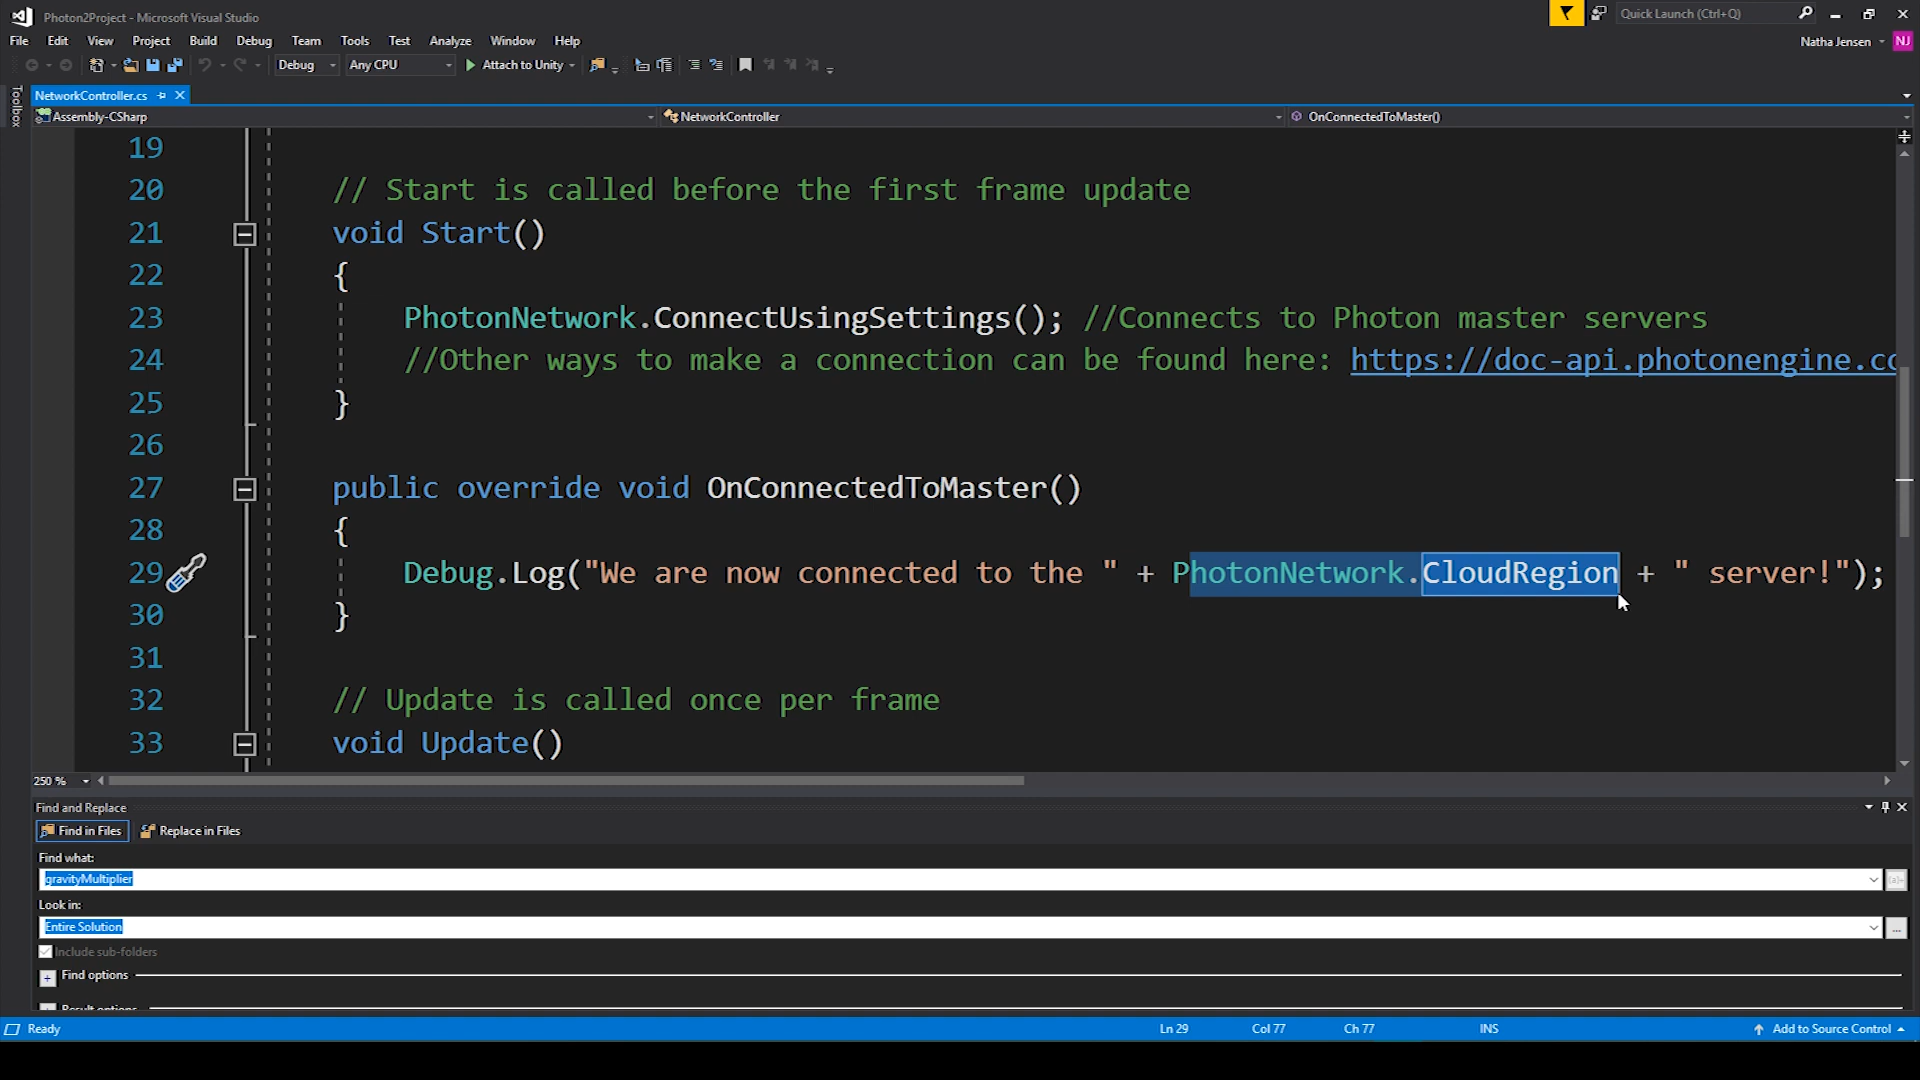 Photon2Project - Microsoft Visual Studio
Quick Launch (Ctrl+Q)
File Edit View Project Build Debug Team Tools Test Analyze Window Help
Natha Jensen NJ
Debug Any CPU Attach to Unity
Toolbox
NetworkController.cs
Assembly-CSharp NetworkController OnConnectedToMaster()
19
20 // Start is called before the first frame update
21 void Start()
22 {
23 PhotonNetwork.ConnectUsingSettings(); //Connects to Photon master servers
24 //Other ways to make a connection can be found here: https://doc-api.photonengine.co
25 }
26
27 public override void OnConnectedToMaster()
28 {
29 Debug.Log("We are now connected to the " + PhotonNetwork.CloudRegion + " server!");
30 }
31
32 // Update is called once per frame
33 void Update()
250 %
Find and Replace
Find in Files Replace in Files
Find what:
gravityMultiplier
Look in:
Entire Solution
...
Include sub-folders
Find options
Result options
Ready Ln 29 Col 77 Ch 77 INS Add to Source Control